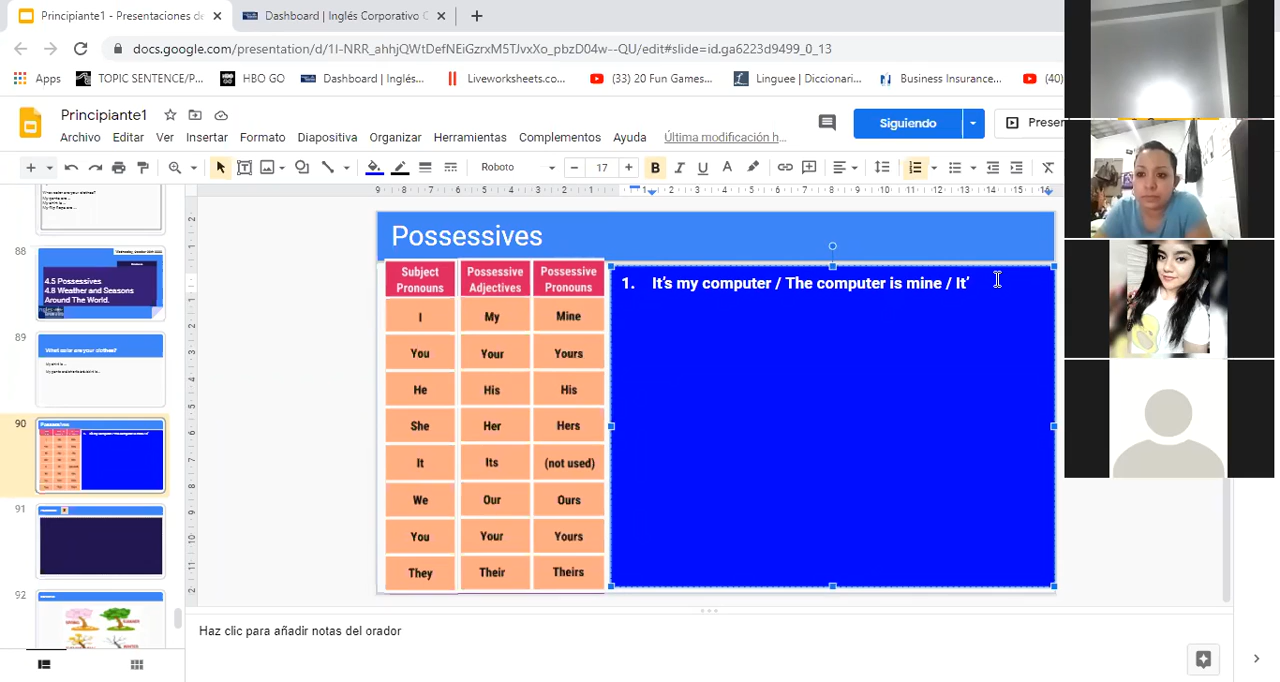 Principiante1 - Presentaciones de
Dashboard | Inglés Corporativo C
docs.google.com/presentation/d/1I-NRR_ahhjQWtDefNEiGzrxM5TJvxXo_pbzD04w--QU/edit#slide=id.ga6223d9499_0_13
Apps
TOPIC SENTENCE/P...
HBO GO
Dashboard | Inglés...
Liveworksheets.co...
(33) 20 Fun Games...
Linguee | Diccionari...
Business Insurance...
(40)
Principiante1
Archivo Editar Ver Insertar Formato Diapositiva Organizar Herramientas Complementos Ayuda Última modificación h...
Siguiendo
Presen
Roboto
17
88
Wednesday, October 28th 2020
4.5 Possessives
4.8 Weather and Seasons
Around The World.
89
What color are your clothes?
90
91
92
Possessives
Subject Pronouns Possessive Adjectives Possessive Pronouns
I My Mine
You Your Yours
He His His
She Her Hers
It Its (not used)
We Our Ours
You Your Yours
They Their Theirs
1. It's my computer / The computer is mine / It'
Haz clic para añadir notas del orador